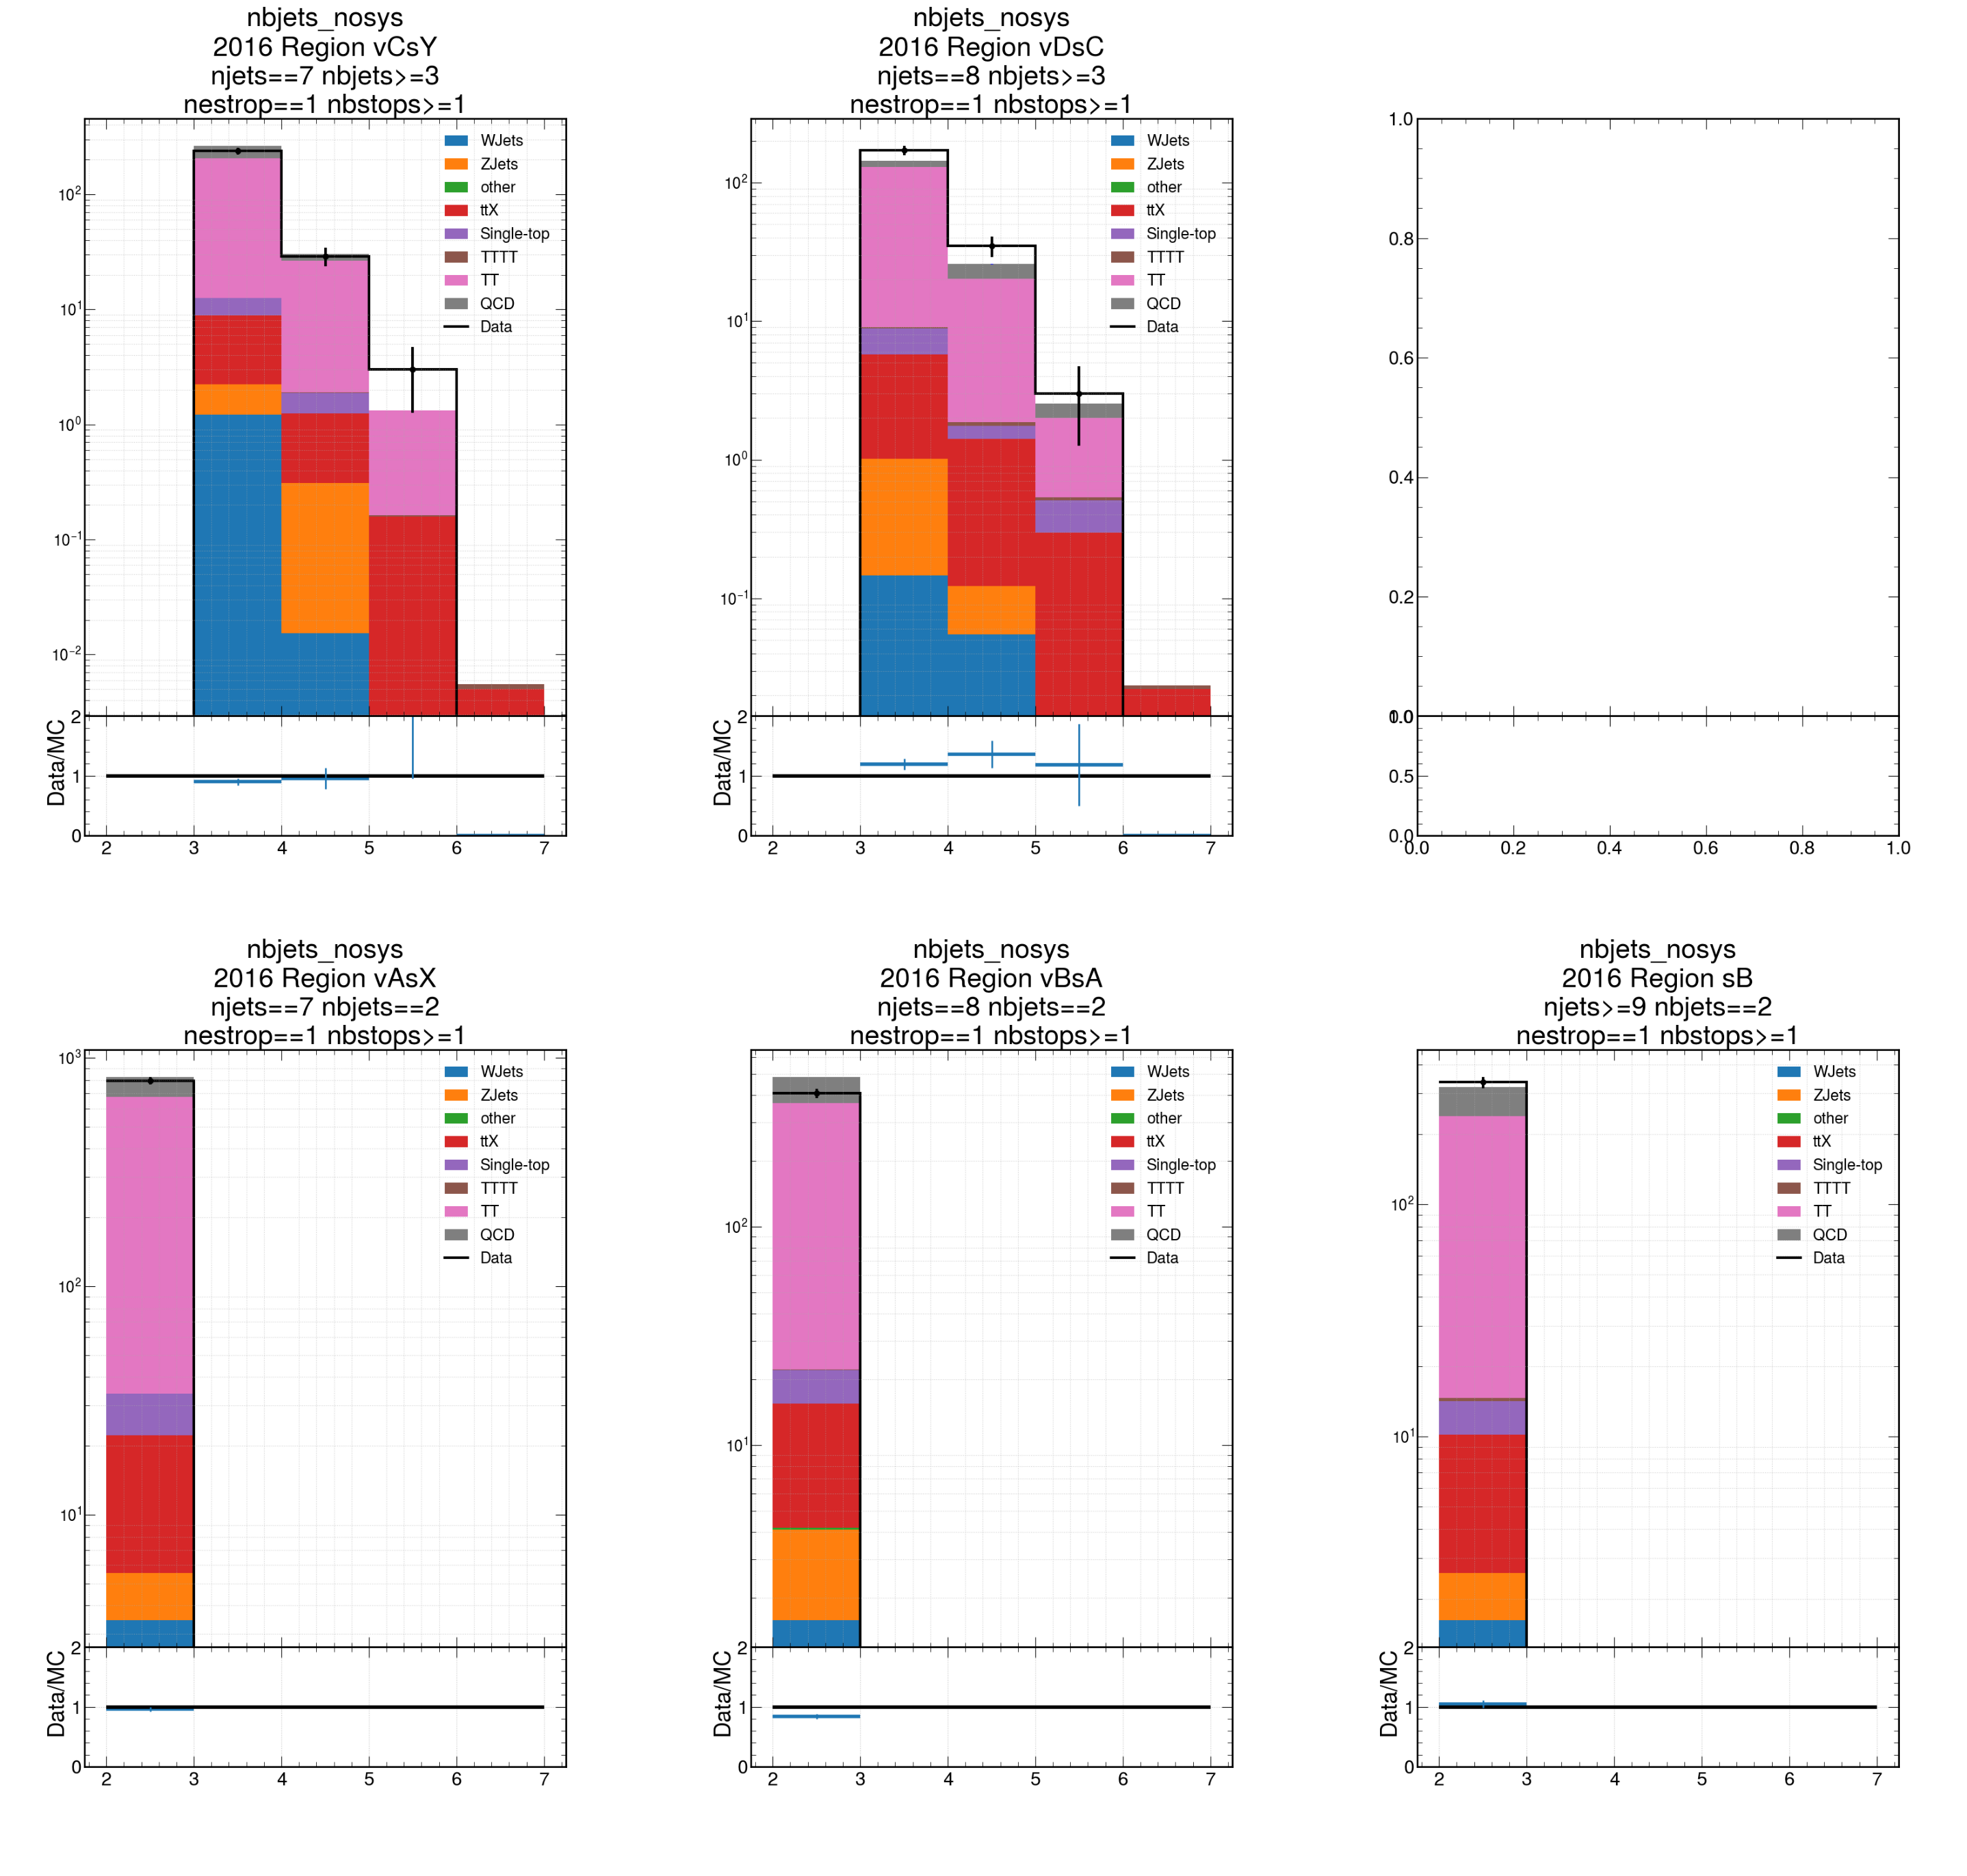 nbjets_nosys
2016 Region vCsY
njets==7 nbjets>=3
nestrop==1 nbstops>=1
WJets
ZJets
other
ttX
Single-top
TTTT
TT
QCD
Data
10²
10¹
10⁰
10⁻¹
10⁻²
Data/MC
2
1
0
2 3 4 5 6 7
nbjets_nosys
2016 Region vDsC
njets==8 nbjets>=3
nestrop==1 nbstops>=1
WJets
ZJets
other
ttX
Single-top
TTTT
TT
QCD
Data
10²
10¹
10⁰
10⁻¹
Data/MC
2
1
0
2 3 4 5 6 7
1.0
0.8
0.6
0.4
0.2
0.0
1.0
0.5
0.0
0.0 0.2 0.4 0.6 0.8 1.0
nbjets_nosys
2016 Region vAsX
njets==7 nbjets==2
nestrop==1 nbstops>=1
WJets
ZJets
other
ttX
Single-top
TTTT
TT
QCD
Data
10³
10²
10¹
Data/MC
2
1
0
2 3 4 5 6 7
nbjets_nosys
2016 Region vBsA
njets==8 nbjets==2
nestrop==1 nbstops>=1
WJets
ZJets
other
ttX
Single-top
TTTT
TT
QCD
Data
10²
10¹
Data/MC
2
1
0
2 3 4 5 6 7
nbjets_nosys
2016 Region sB
njets>=9 nbjets==2
nestrop==1 nbstops>=1
WJets
ZJets
other
ttX
Single-top
TTTT
TT
QCD
Data
10²
10¹
Data/MC
2
1
0
2 3 4 5 6 7